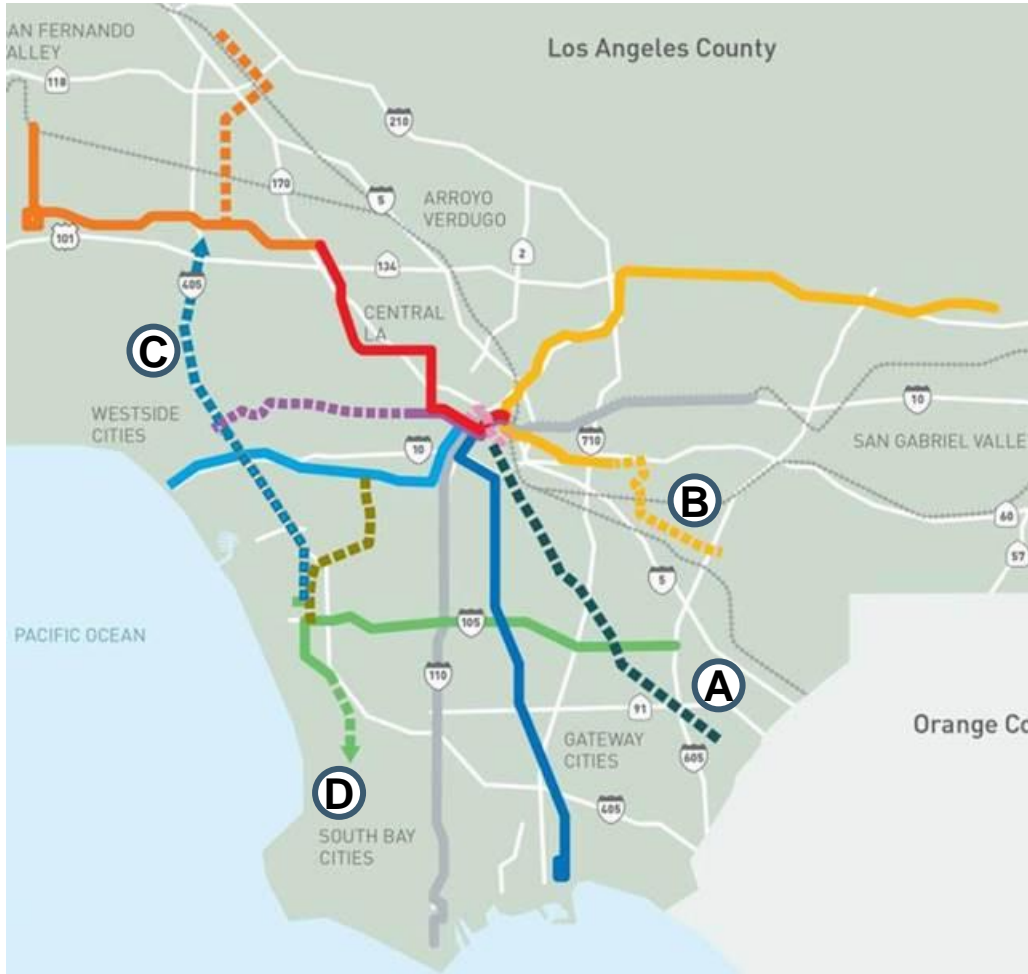 AN FERNANDO
ALLEY
Los Angeles County
118
210
170
5
ARROYO
VERDUGO
101
2
134
405
CENTRAL
LA
C
WESTSIDE
CITIES
10
10
710
SAN GABRIEL VALLE
B
60
57
5
PACIFIC OCEAN
105
110
A
91
Orange Co
GATEWAY
CITIES
605
D
405
SOUTH BAY
CITIES